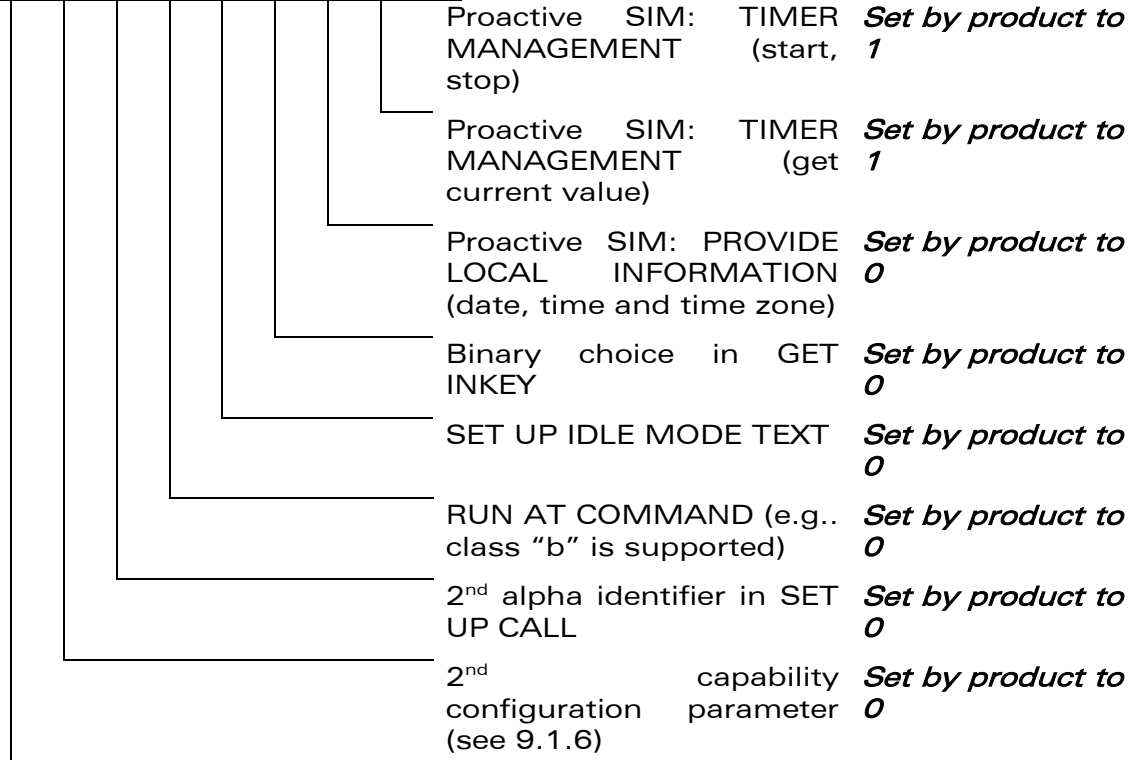 Proactive SIM: TIMER Set by product to
MANAGEMENT (start, 1
stop)
Proactive SIM: TIMER Set by product to
MANAGEMENT (get 1
current value)
Proactive SIM: PROVIDE Set by product to
LOCAL INFORMATION 0
(date, time and time zone)
Binary choice in GET Set by product to
INKEY 0
SET UP IDLE MODE TEXT Set by product to
0
RUN AT COMMAND (e.g.. Set by product to
class “b” is supported) 0
2nd alpha identifier in SET Set by product to
UP CALL 0
2nd capability Set by product to
configuration parameter 0
(see 9.1.6)